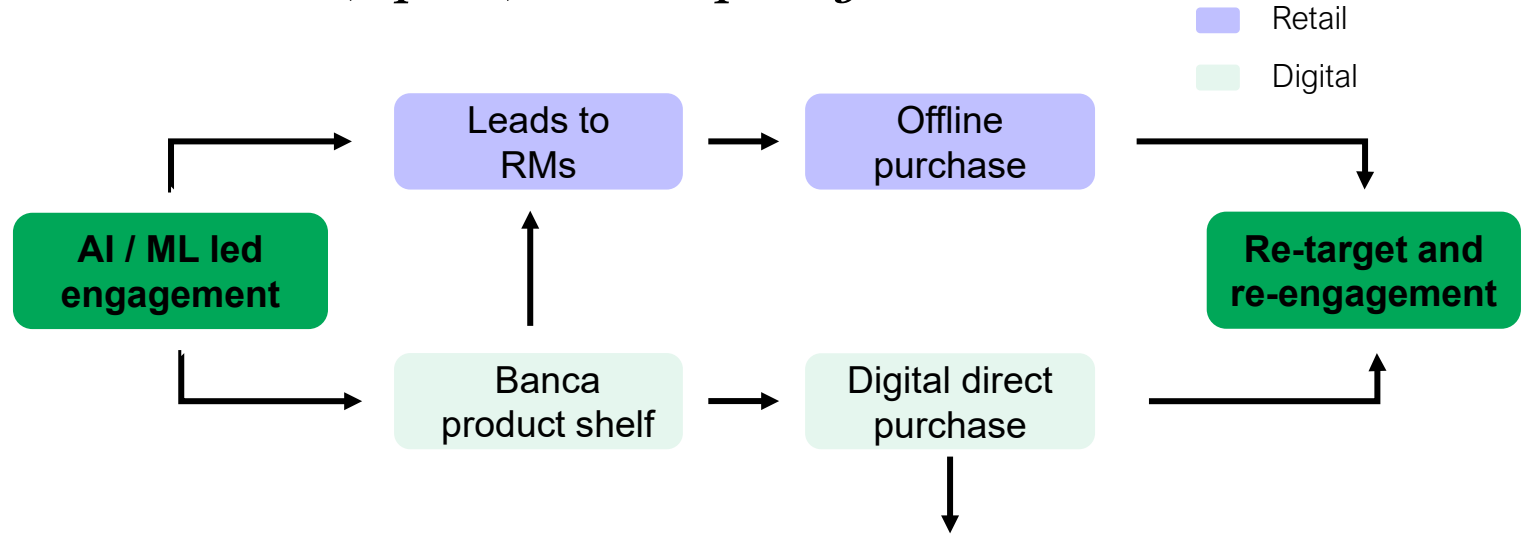 Retail
Digital
Leads to
RMs
Offline
purchase
AI / ML led
engagement
Re-target and
re-engagement
Banca
product shelf
Digital direct
purchase